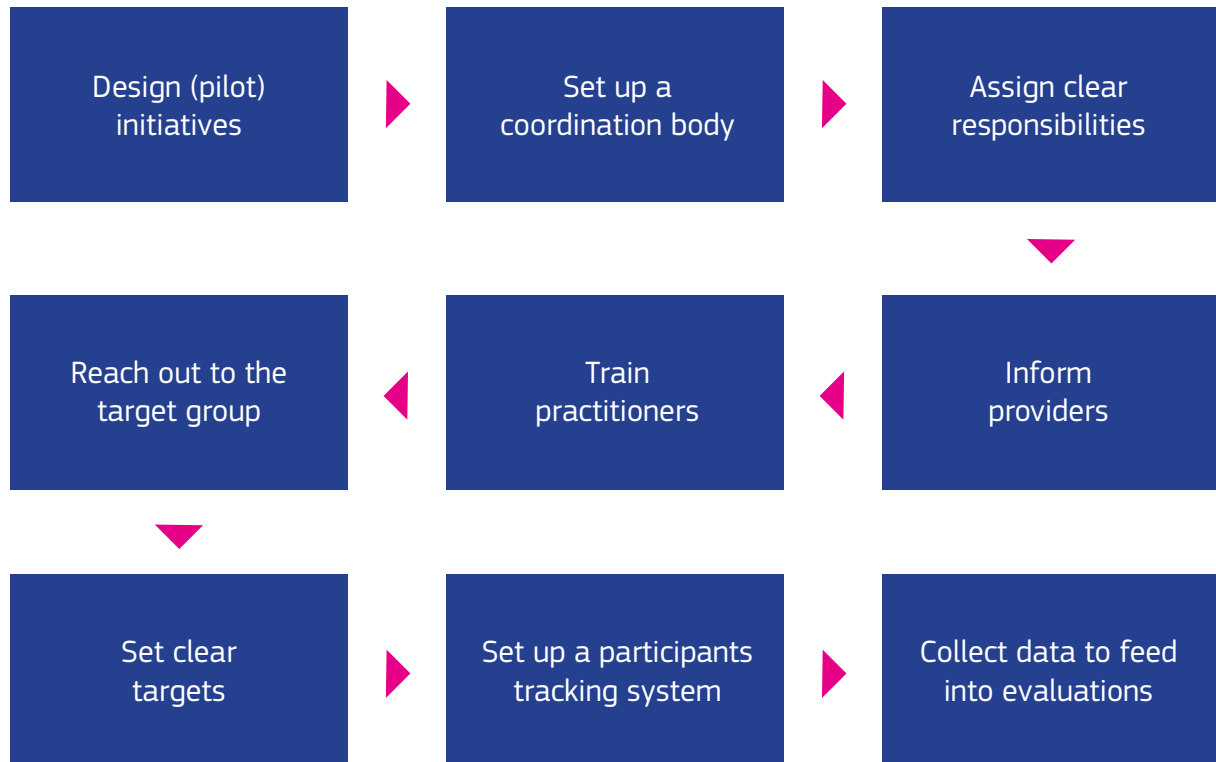 Design (pilot)
initiatives
Set up a
coordination body
Assign clear
responsibilities
Inform
providers
Train
practitioners
Reach out to the
target group
Set clear
targets
Set up a participants
tracking system
Collect data to feed
into evaluations